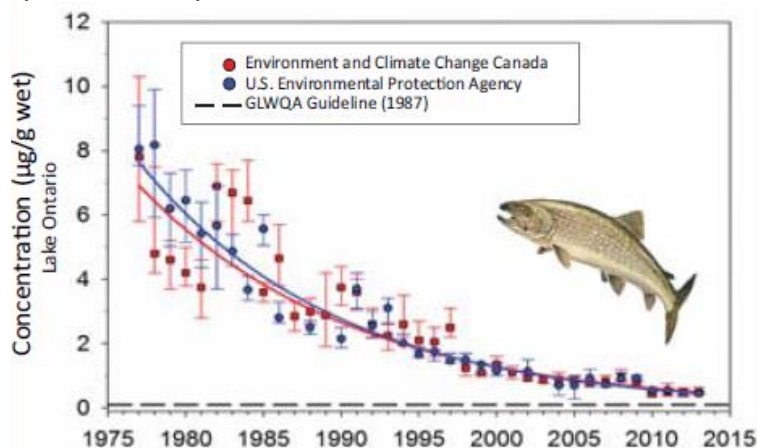 12
10
8
6
4
2
0
Concentration (µg/g wet)
Lake Ontario
Environment and Climate Change Canada
U.S. Environmental Protection Agency
GLWQA Guideline (1987)
1975 1980 1985 1990 1995 2000 2005 2010 2015